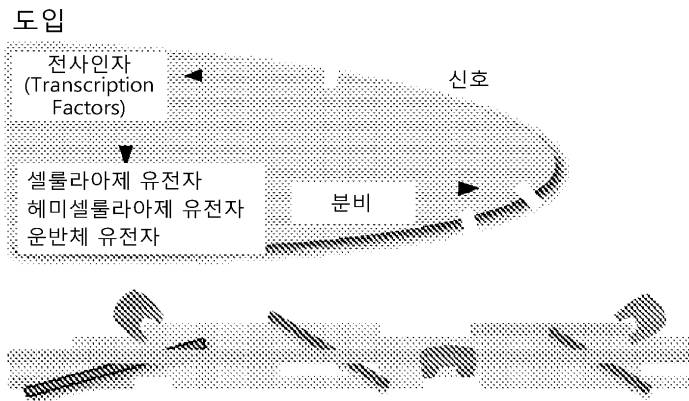 도입
전사인자
(Transcription
Factors)
신호
셀룰라아제 유전자
헤미셀룰라아제 유전자
운반체 유전자
분비